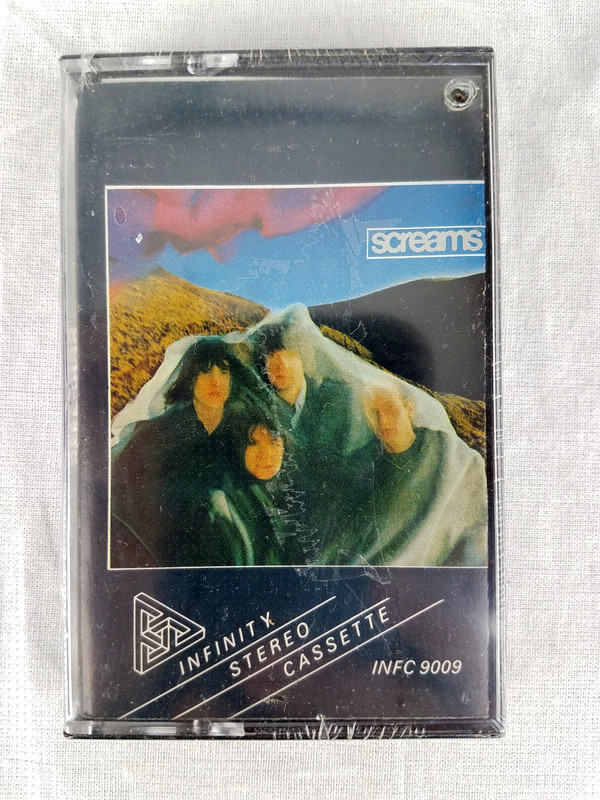 screams
INFINITY
STEREO
CASSETTE
INFC 9009